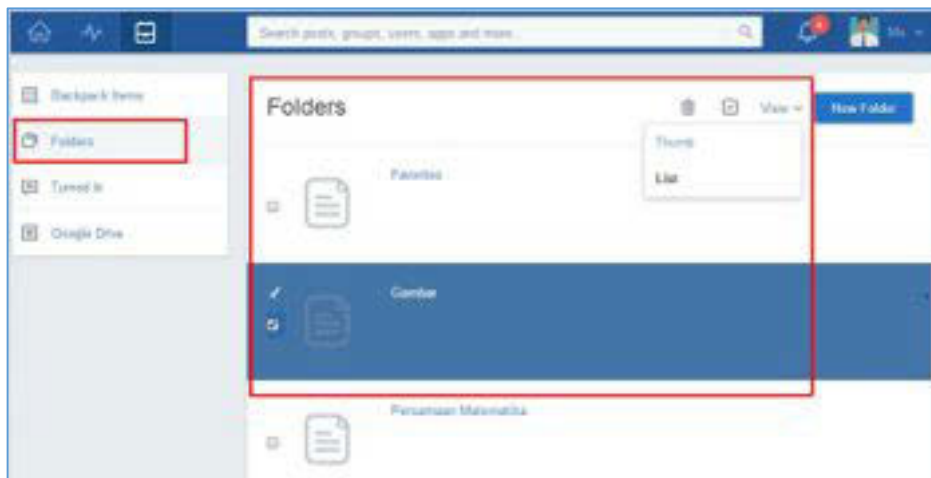 Search posts, groups, users, apps and more...
Me
Backpack Items
Folders
Turned In
Google Drive
Folders
View
New Folder
Thumb
List
Favorites
Gambar
Persamaan Matematika